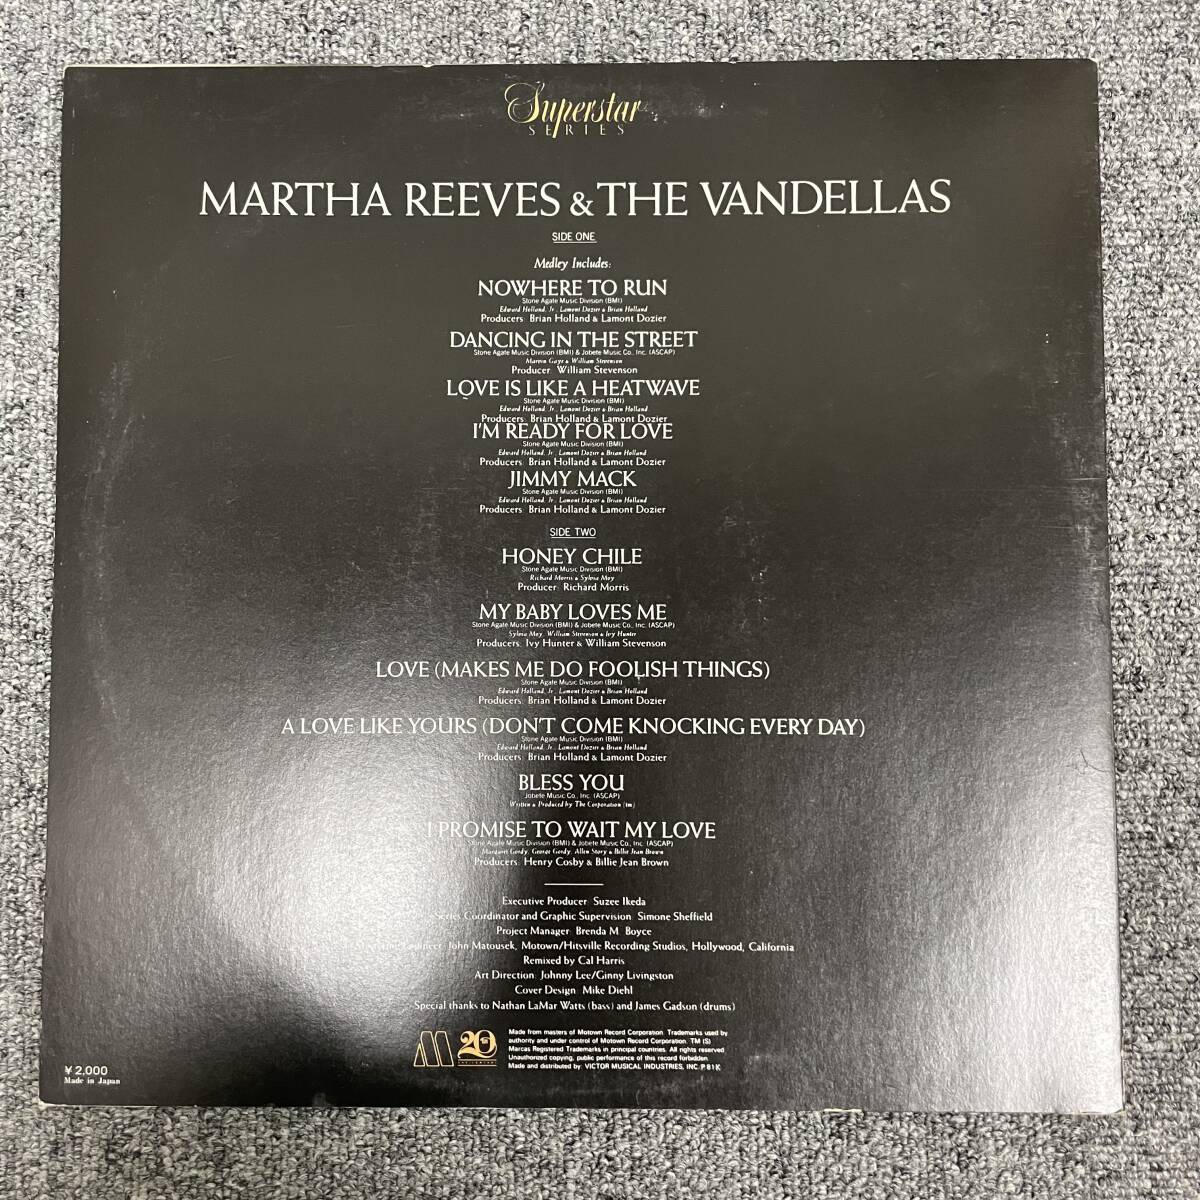 Superstar
SERIES
MARTHA REEVES & THE VANDELLAS
SIDE ONE
Medley Includes:
NOWHERE TO RUN
Stone Agate Music Division (BMI)
Edward Holland, Jr., Lamont Dozier & Brian Holland
Producers: Brian Holland & Lamont Dozier
DANCING IN THE STREET
Stone Agate Music Division (BMI) & Jobete Music Co., Inc. (ASCAP)
Marvin Gaye & William Stevenson
Producer: William Stevenson
LOVE IS LIKE A HEATWAVE
Stone Agate Music Division (BMI)
Edward Holland, Jr., Lamont Dozier & Brian Holland
Producers: Brian Holland & Lamont Dozier
I'M READY FOR LOVE
Stone Agate Music Division (BMI)
Edward Holland, Jr., Lamont Dozier & Brian Holland
Producers: Brian Holland & Lamont Dozier
JIMMY MACK
Stone Agate Music Division (BMI)
Edward Holland, Jr., Lamont Dozier & Brian Holland
Producers: Brian Holland & Lamont Dozier
SIDE TWO
HONEY CHILE
Stone Agate Music Division (BMI)
Richard Morris & Sylvia Moy
Producer: Richard Morris
MY BABY LOVES ME
Stone Agate Music Division (BMI) & Jobete Music Co., Inc. (ASCAP)
Sylvia Moy, William Stevenson & Ivy Hunter
Producers: Ivy Hunter & William Stevenson
LOVE (MAKES ME DO FOOLISH THINGS)
Stone Agate Music Division (BMI)
Edward Holland, Jr., Lamont Dozier & Brian Holland
Producers: Brian Holland & Lamont Dozier
A LOVE LIKE YOURS (DON'T COME KNOCKING EVERY DAY)
Stone Agate Music Division (BMI)
Edward Holland, Jr., Lamont Dozier & Brian Holland
Producers: Brian Holland & Lamont Dozier
BLESS YOU
Jobete Music Co., Inc. (ASCAP)
Written & Produced by The Corporation (tm)
I PROMISE TO WAIT MY LOVE
Stone Agate Music Division (BMI) & Jobete Music Co., Inc. (ASCAP)
Margaret Gordy, George Gordy, Allen Story & Billie Jean Brown
Producers: Henry Cosby & Billie Jean Brown
Executive Producer: Suzee Ikeda
Series Coordinator and Graphic Supervision: Simone Sheffield
Project Manager: Brenda M. Boyce
Engineer: John Matousek, Motown/Hitsville Recording Studios, Hollywood, California
Remixed by Cal Harris
Art Direction: Johnny Lee/Ginny Livingston
Cover Design: Mike Diehl
Special thanks to Nathan LaMar Watts (bass) and James Gadson (drums)
M 20th
Made from masters of Motown Record Corporation. Trademarks used by
authority and under control of Motown Record Corporation. TM (S)
Marcas Registered Trademarks in principal countries. All rights reserved
Unauthorized copying, public performance of this record forbidden.
Made and distributed by: VICTOR MUSICAL INDUSTRIES, INC. P 81 K
¥ 2,000
Made in Japan